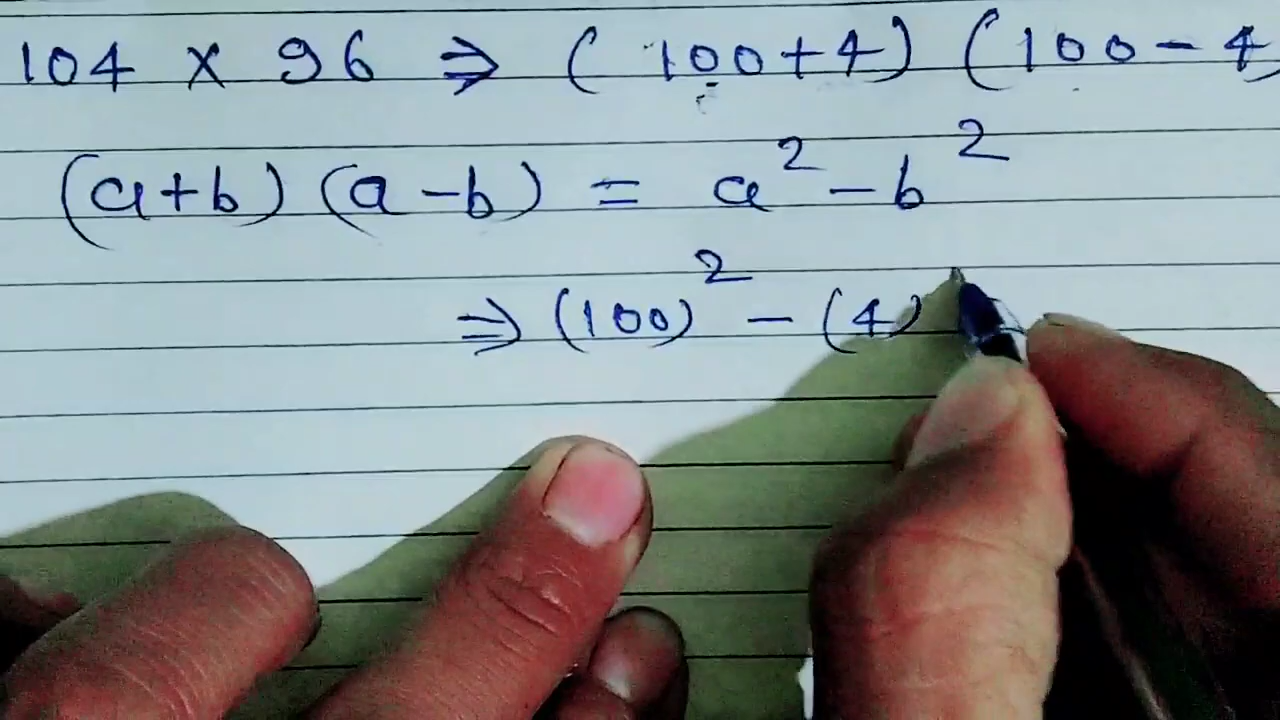 104 × 96 ⇒ (100+4) (100-4)
(a+b) (a-b) = a² - b²
⇒ (100)² - (4)